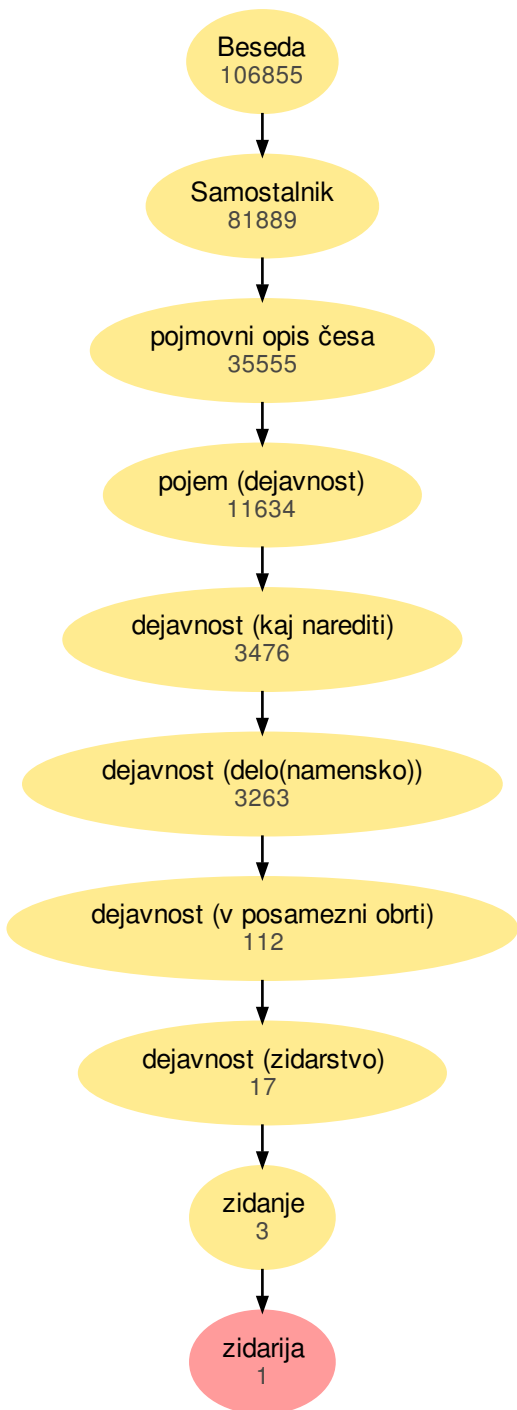 Beseda
106855
Samostalnik
81889
pojmovni opis česa
35555
pojem (dejavnost)
11634
dejavnost (kaj narediti)
3476
dejavnost (delo(namensko))
3263
dejavnost (v posamezni obrti)
112
dejavnost (zidarstvo)
17
zidanje
3
zidarija
1